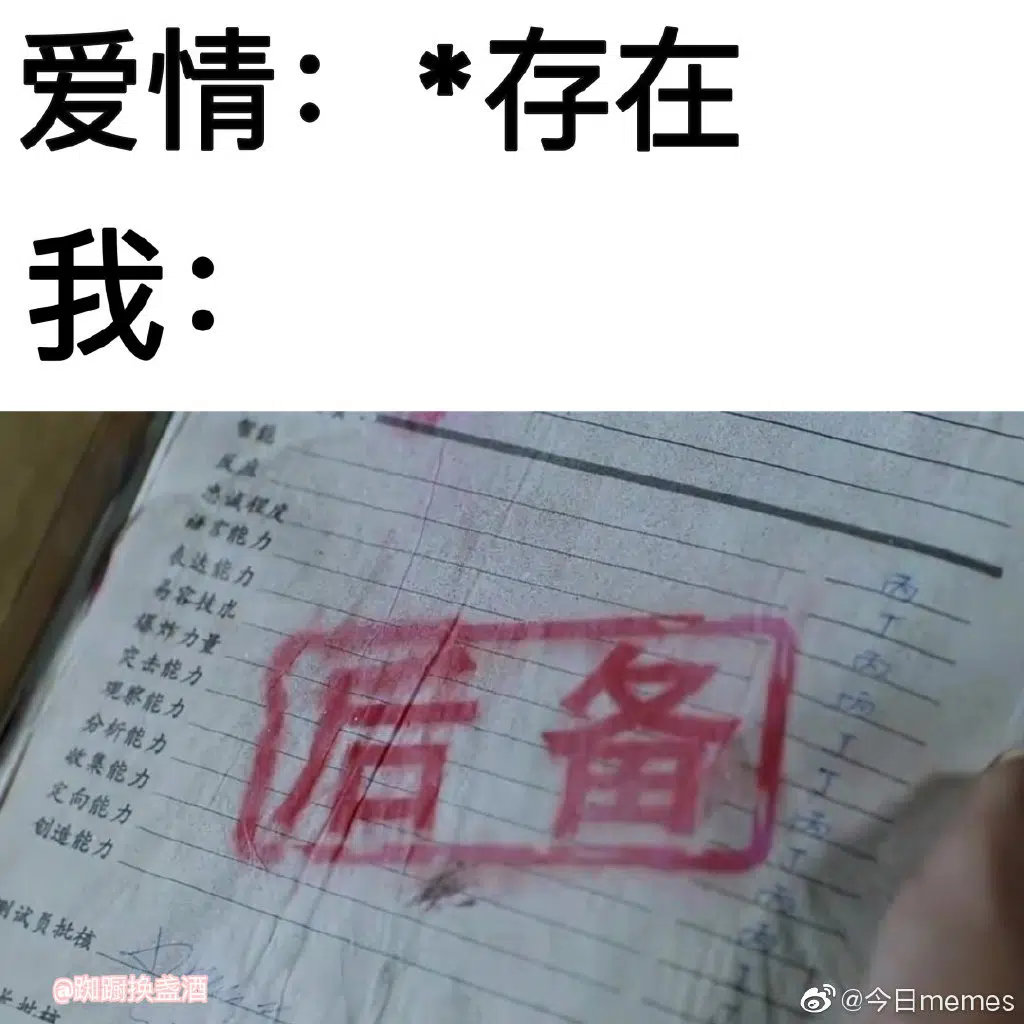 爱情：*存在
我：
智能
反应
忠诚程度
语言能力
表达能力
易容技术
爆炸力量
突击能力
观察能力
分析能力
收集能力
定向能力
创造能力
丙
丁
丙
丁
丁
丙
丁
丙
丙
后备
测试员批核
批核
@踟蹰换盏酒
@今日memes